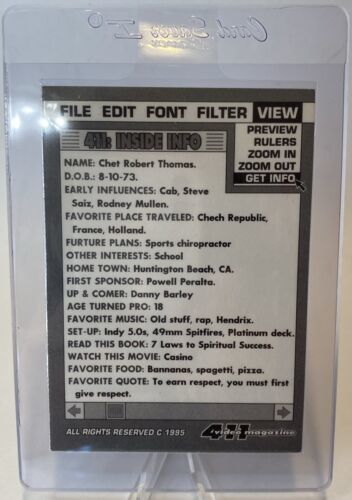 Card Saver I®
FILE EDIT FONT FILTER VIEW
PREVIEW
RULERS
ZOOM IN
ZOOM OUT
GET INFO
411: INSIDE INFO
NAME: Chet Robert Thomas.
D.O.B.: 8-10-73.
EARLY INFLUENCES: Cab, Steve
Saiz, Rodney Mullen.
FAVORITE PLACE TRAVELED: Chech Republic,
France, Holland.
FURTURE PLANS: Sports chiropractor
OTHER INTERESTS: School
HOME TOWN: Huntington Beach, CA.
FIRST SPONSOR: Powell Peralta.
UP & COMER: Danny Barley
AGE TURNED PRO: 18
FAVORITE MUSIC: Old stuff, rap, Hendrix.
SET-UP: Indy 5.0s, 49mm Spitfires, Platinum deck.
READ THIS BOOK: 7 Laws to Spiritual Success.
WATCH THIS MOVIE: Casino
FAVORITE FOOD: Bannanas, spagetti, pizza.
FAVORITE QUOTE: To earn respect, you must first
give respect.
ALL RIGHTS RESERVED C 1995
411 video magazine